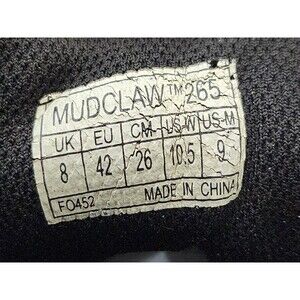 MUDCLAW™265
UK EU CM US-W US-M
8 42 26 10.5 9
FO452 MADE IN CHINA